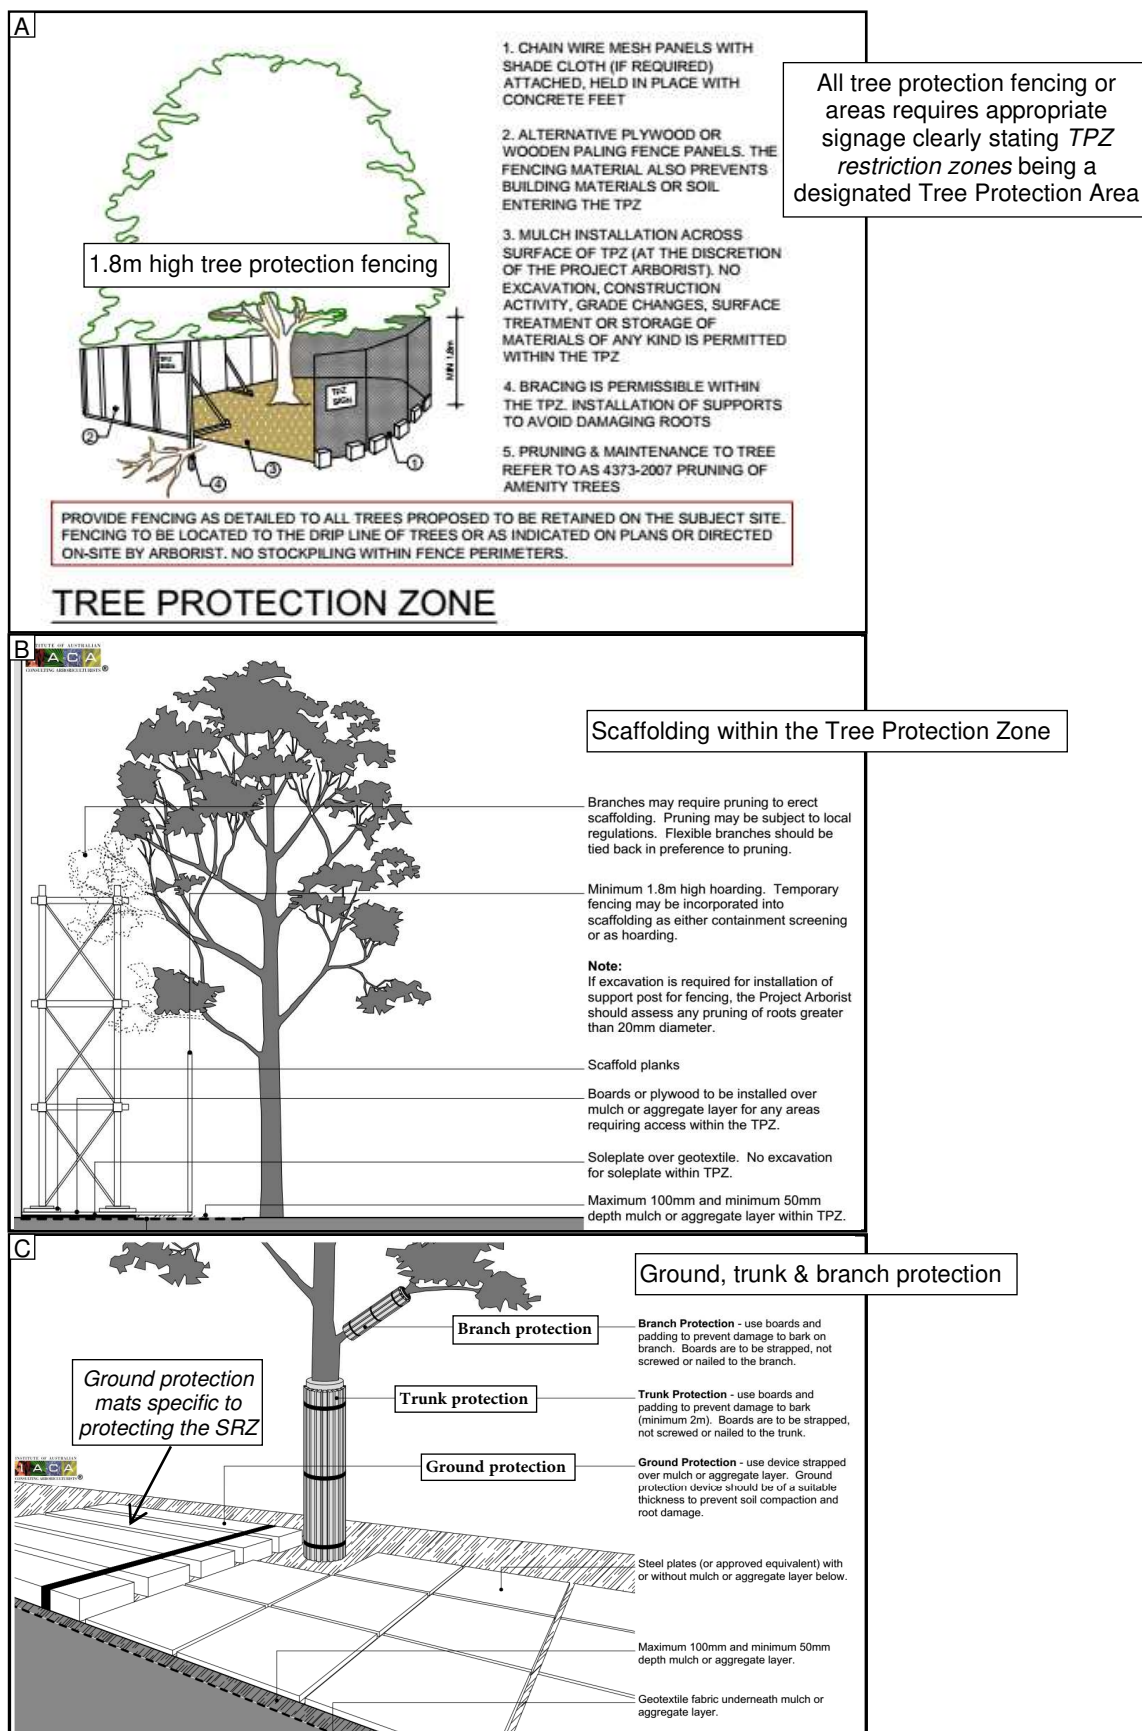 A
1. CHAIN WIRE MESH PANELS WITH
SHADE CLOTH (IF REQUIRED)
ATTACHED, HELD IN PLACE WITH
CONCRETE FEET
All tree protection fencing or
areas requires appropriate
signage clearly stating TPZ
restriction zones being a
designated Tree Protection Area
2. ALTERNATIVE PLYWOOD OR
WOODEN PALING FENCE PANELS. THE
FENCING MATERIAL ALSO PREVENTS
BUILDING MATERIALS OR SOIL
ENTERING THE TPZ
1.8m high tree protection fencing
3. MULCH INSTALLATION ACROSS
SURFACE OF TPZ (AT THE DISCRETION
OF THE PROJECT ARBORIST). NO
EXCAVATION, CONSTRUCTION
ACTIVITY, GRADE CHANGES, SURFACE
TREATMENT OR STORAGE OF
MATERIALS OF ANY KIND IS PERMITTED
WITHIN THE TPZ
MIN 1.8m
TPZ
SIGN
TPZ
SIGN
4. BRACING IS PERMISSIBLE WITHIN
THE TPZ. INSTALLATION OF SUPPORTS
TO AVOID DAMAGING ROOTS
2
3
1
4
5. PRUNING & MAINTENANCE TO TREE
REFER TO AS 4373-2007 PRUNING OF
AMENITY TREES
PROVIDE FENCING AS DETAILED TO ALL TREES PROPOSED TO BE RETAINED ON THE SUBJECT SITE.
FENCING TO BE LOCATED TO THE DRIP LINE OF TREES OR AS INDICATED ON PLANS OR DIRECTED
ON-SITE BY ARBORIST. NO STOCKPILING WITHIN FENCE PERIMETERS.
TREE PROTECTION ZONE
B
OF AUSTRALIAN
A C A
CONSULTING ARBORICULTURISTS ®
Scaffolding within the Tree Protection Zone
Branches may require pruning to erect
scaffolding. Pruning may be subject to local
regulations. Flexible branches should be
tied back in preference to pruning.
Minimum 1.8m high hoarding. Temporary
fencing may be incorporated into
scaffolding as either containment screening
or as hoarding.
Note:
If excavation is required for installation of
support post for fencing, the Project Arborist
should assess any pruning of roots greater
than 20mm diameter.
Scaffold planks
Boards or plywood to be installed over
mulch or aggregate layer for any areas
requiring access within the TPZ.
Soleplate over geotextile. No excavation
for soleplate within TPZ.
Maximum 100mm and minimum 50mm
depth mulch or aggregate layer within TPZ.
C
Ground, trunk & branch protection
Branch protection
Branch Protection - use boards and
padding to prevent damage to bark on
branch. Boards are to be strapped, not
screwed or nailed to the branch.
Ground protection
mats specific to
protecting the SRZ
Trunk protection
Trunk Protection - use boards and
padding to prevent damage to bark
(minimum 2m). Boards are to be strapped,
not screwed or nailed to the trunk.
INSTITUTE OF AUSTRALIAN
A C A
CONSULTING ARBORICULTURISTS ®
Ground protection
Ground Protection - use device strapped
over mulch or aggregate layer. Ground
protection device should be of a suitable
thickness to prevent soil compaction and
root damage.
Steel plates (or approved equivalent) with
or without mulch or aggregate layer below.
Maximum 100mm and minimum 50mm
depth mulch or aggregate layer.
Geotextile fabric underneath mulch or
aggregate layer.